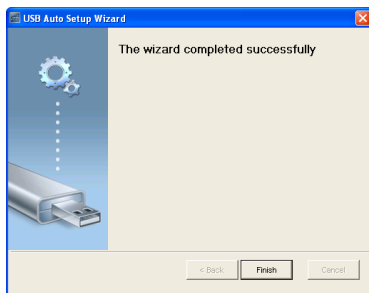 USB Auto Setup Wizard
The wizard completed successfully
< Back
Finish
Cancel